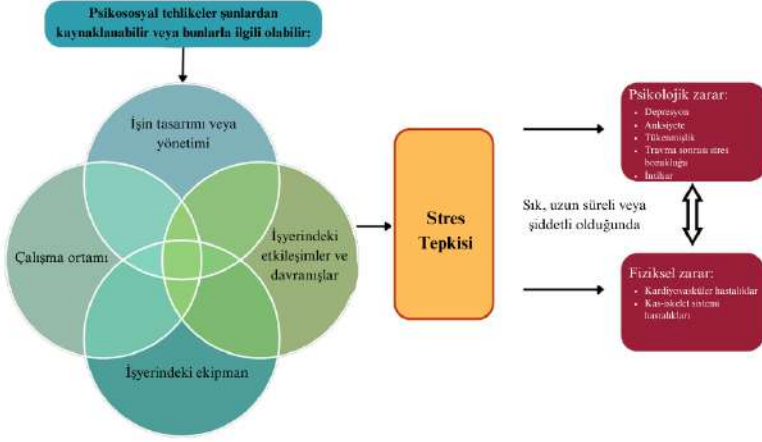 Psikososyal tehlikeler şunlardan
kaynaklanabilir veya bunlarla ilgili olabilir:
İşin tasarımı veya
yönetimi
Çalışma ortamı
İşyerindeki
etkileşimler ve
davranışlar
İşyerindeki ekipman
Stres
Tepkisi
Sık, uzun süreli veya
şiddetli olduğunda
Psikolojik zarar:
• Depresyon
• Anksiyete
• Tükenmişlik
• Travma sonrası stres
bozukluğu
• İntihar
Fiziksel zarar:
• Kardiyovasküler hastalıklar
• Kas-iskelet sistemi
hastalıkları